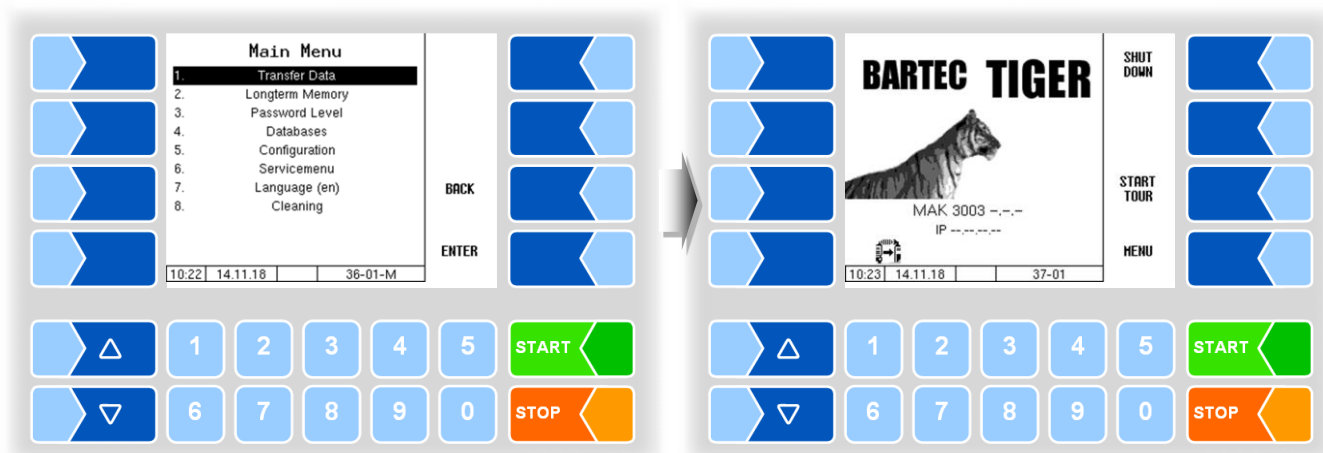 Main Menu
1. Transfer Data
2. Longterm Memory
3. Password Level
4. Databases
5. Configuration
6. Servicemenu
7. Language (en)
8. Cleaning
BACK
ENTER
10:22 14.11.18 36-01-M
1 2 3 4 5 START
6 7 8 9 0 STOP
BARTEC TIGER
SHUT
DOWN
START
TOUR
MAK 3003 -.-.-
IP --.--.--.--
MENU
10:23 14.11.18 37-01
1 2 3 4 5 START
6 7 8 9 0 STOP